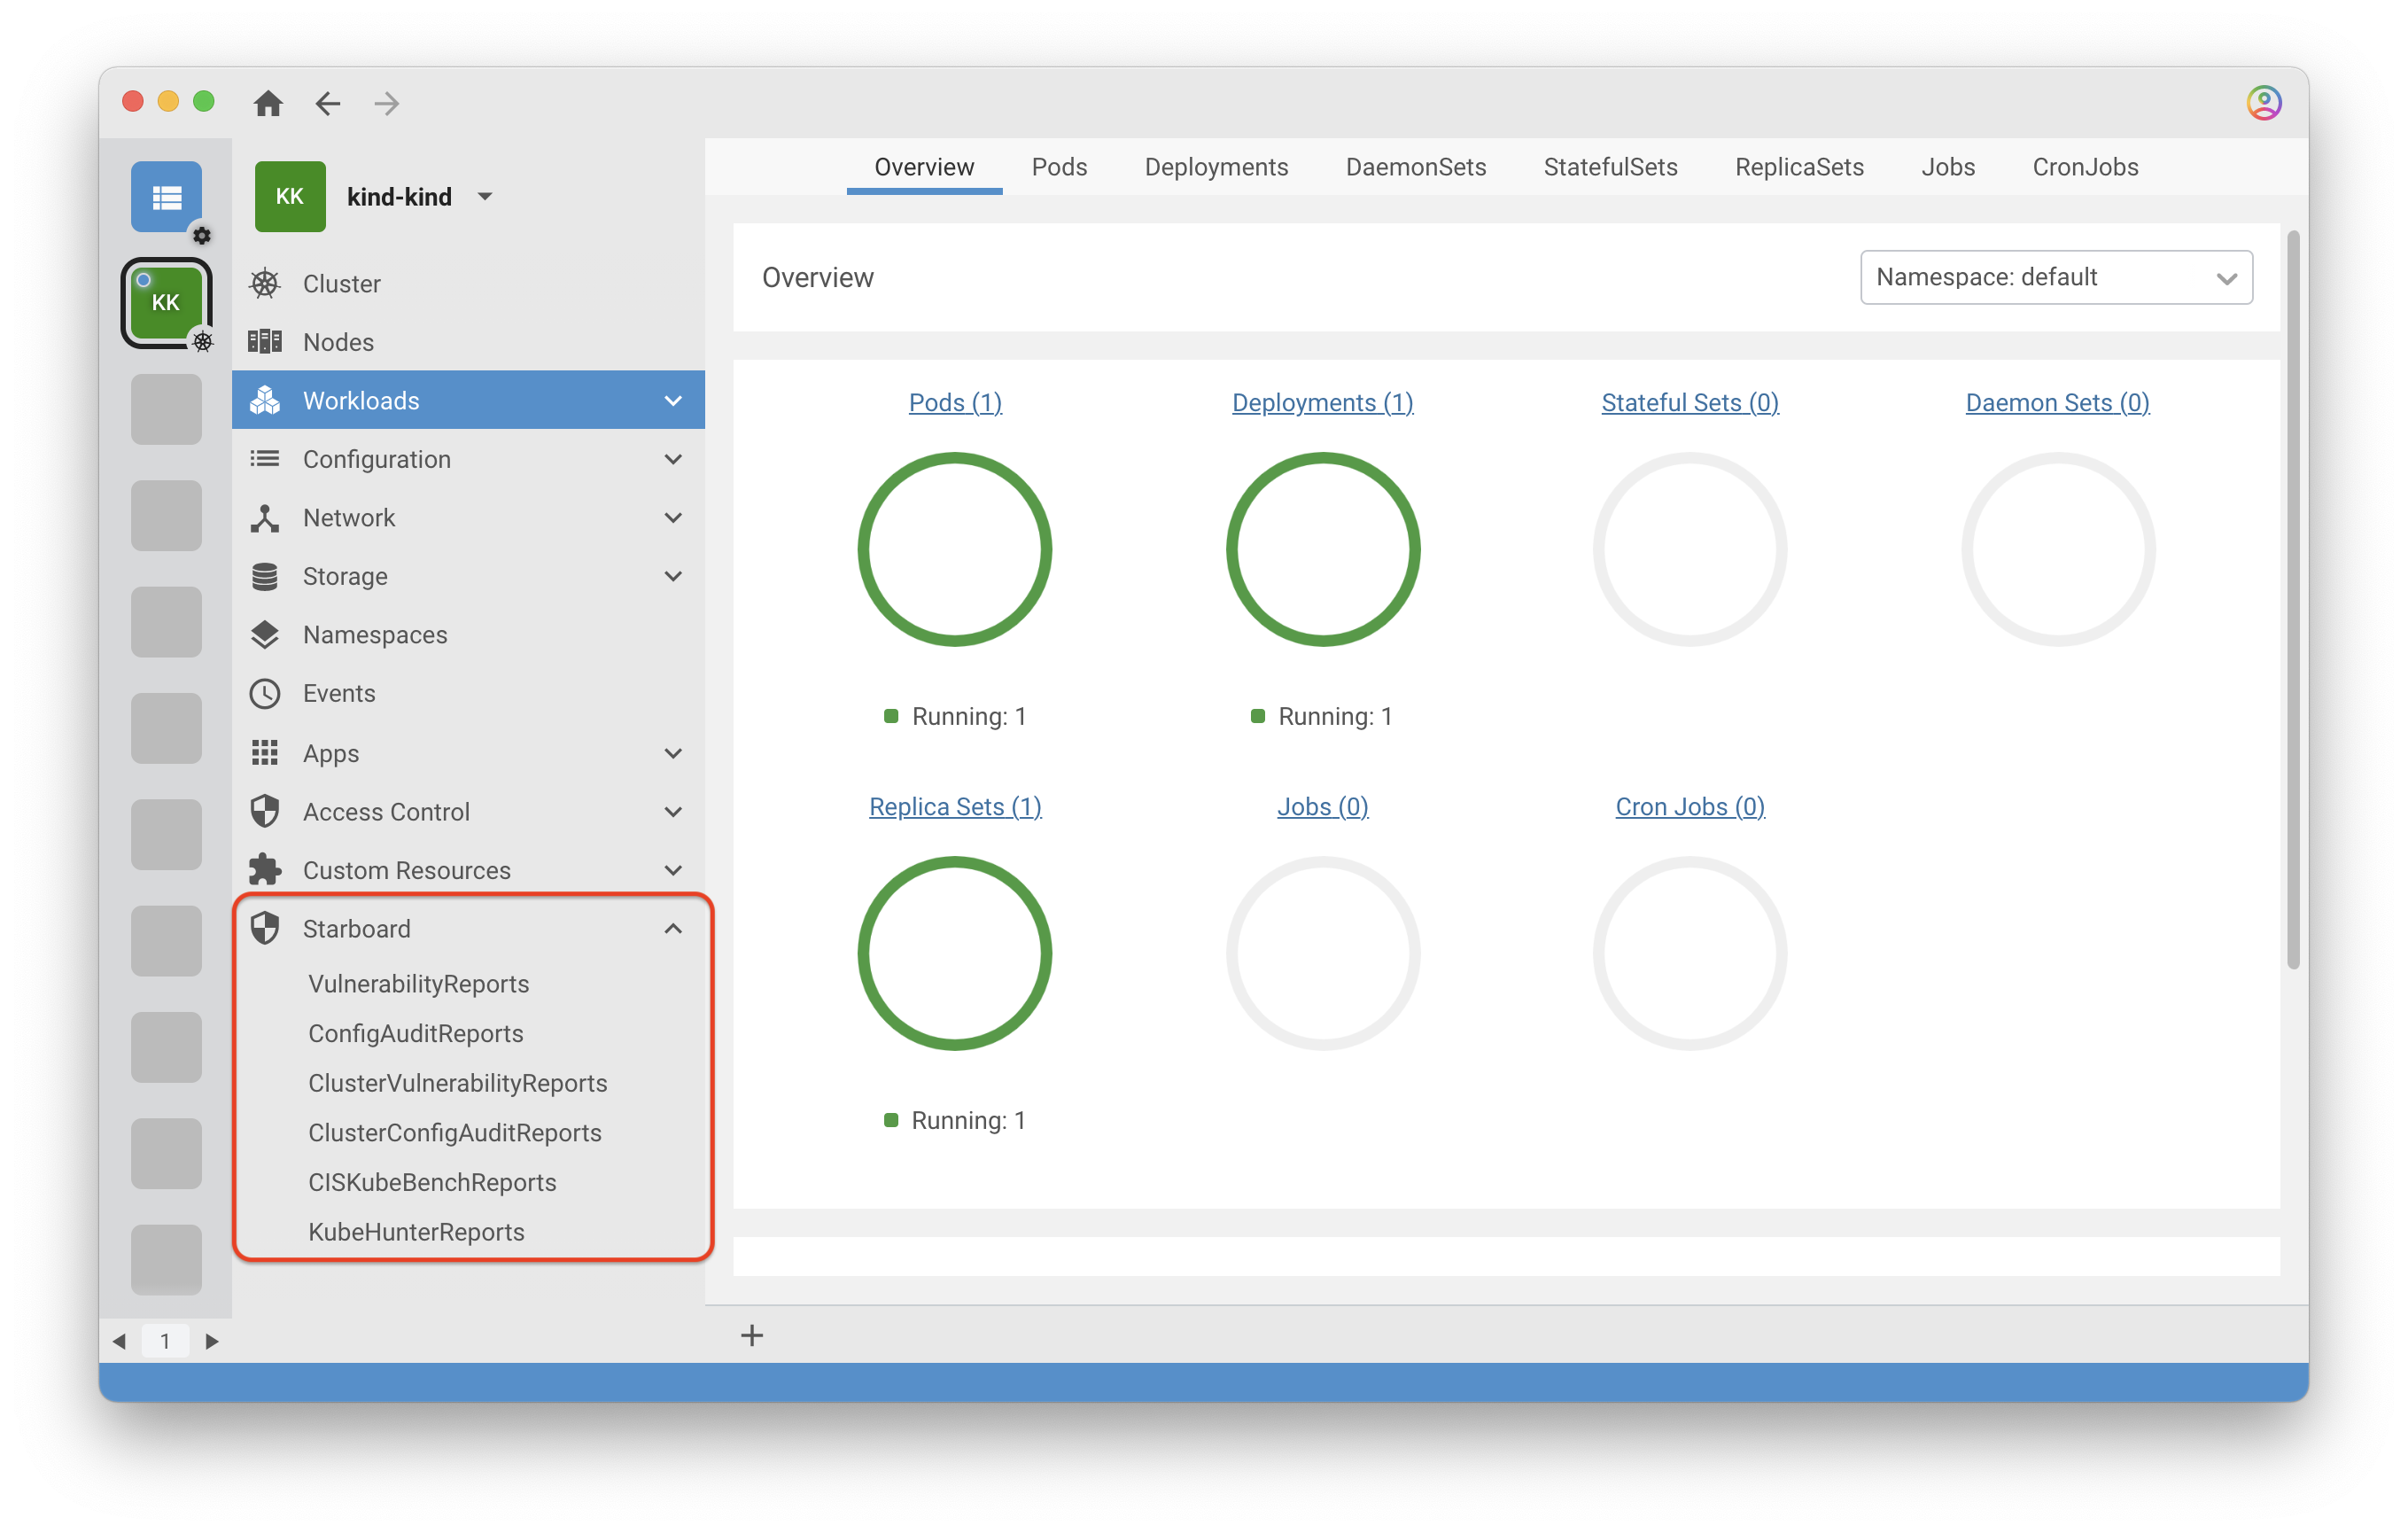 KK
kind-kind
KK
Cluster
Nodes
Workloads
Configuration
Network
Storage
Namespaces
Events
Apps
Access Control
Custom Resources
Starboard
VulnerabilityReports
ConfigAuditReports
ClusterVulnerabilityReports
ClusterConfigAuditReports
CISKubeBenchReports
KubeHunterReports
1
Overview Pods Deployments DaemonSets StatefulSets ReplicaSets Jobs CronJobs
Overview
Namespace: default
Pods (1) Deployments (1) Stateful Sets (0) Daemon Sets (0)
Running: 1 Running: 1
Replica Sets (1) Jobs (0) Cron Jobs (0)
Running: 1